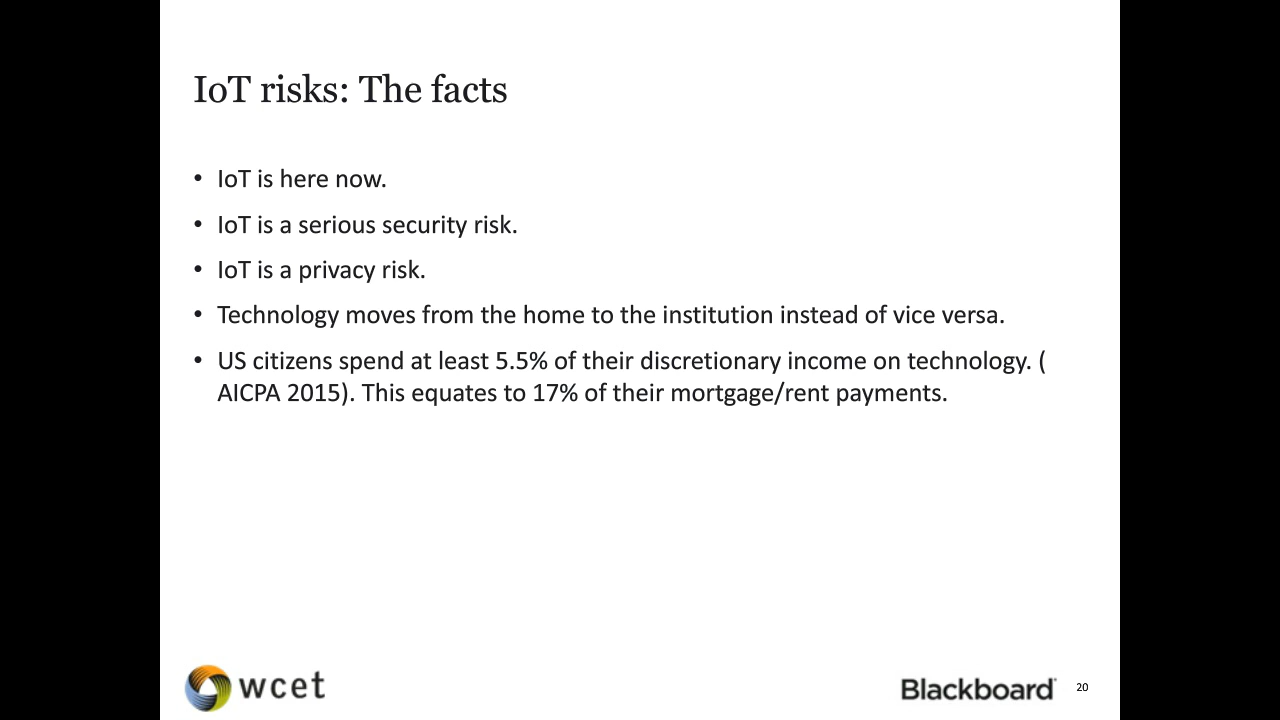 IoT risks: The facts
• IoT is here now.
• IoT is a serious security risk.
• IoT is a privacy risk.
• Technology moves from the home to the institution instead of vice versa.
• US citizens spend at least 5.5% of their discretionary income on technology. (
AICPA 2015). This equates to 17% of their mortgage/rent payments.
wcet
Blackboard
20